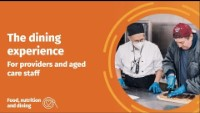 The dining
experience
For providers and aged
care staff
Food, nutrition
and dining